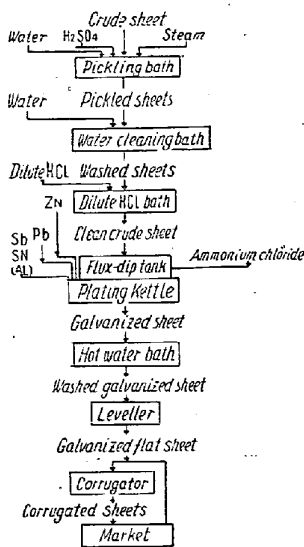 Crude sheet
Water H₂SO₄ Steam
Pickling bath
Water Pickled sheets
Water cleaning bath
Dilute HCl Washed sheets
Zn Dilute HCl bath
Sb Pb Clean crude sheet
SN Ammonium chlóride
(AL) Flux-dip tank
Plating Kettle
Galvanized sheet
Hot water bath
Washed galvanized sheet
Leveller
Galvanized flat sheet
Corrugator
Corrugated sheets
Market